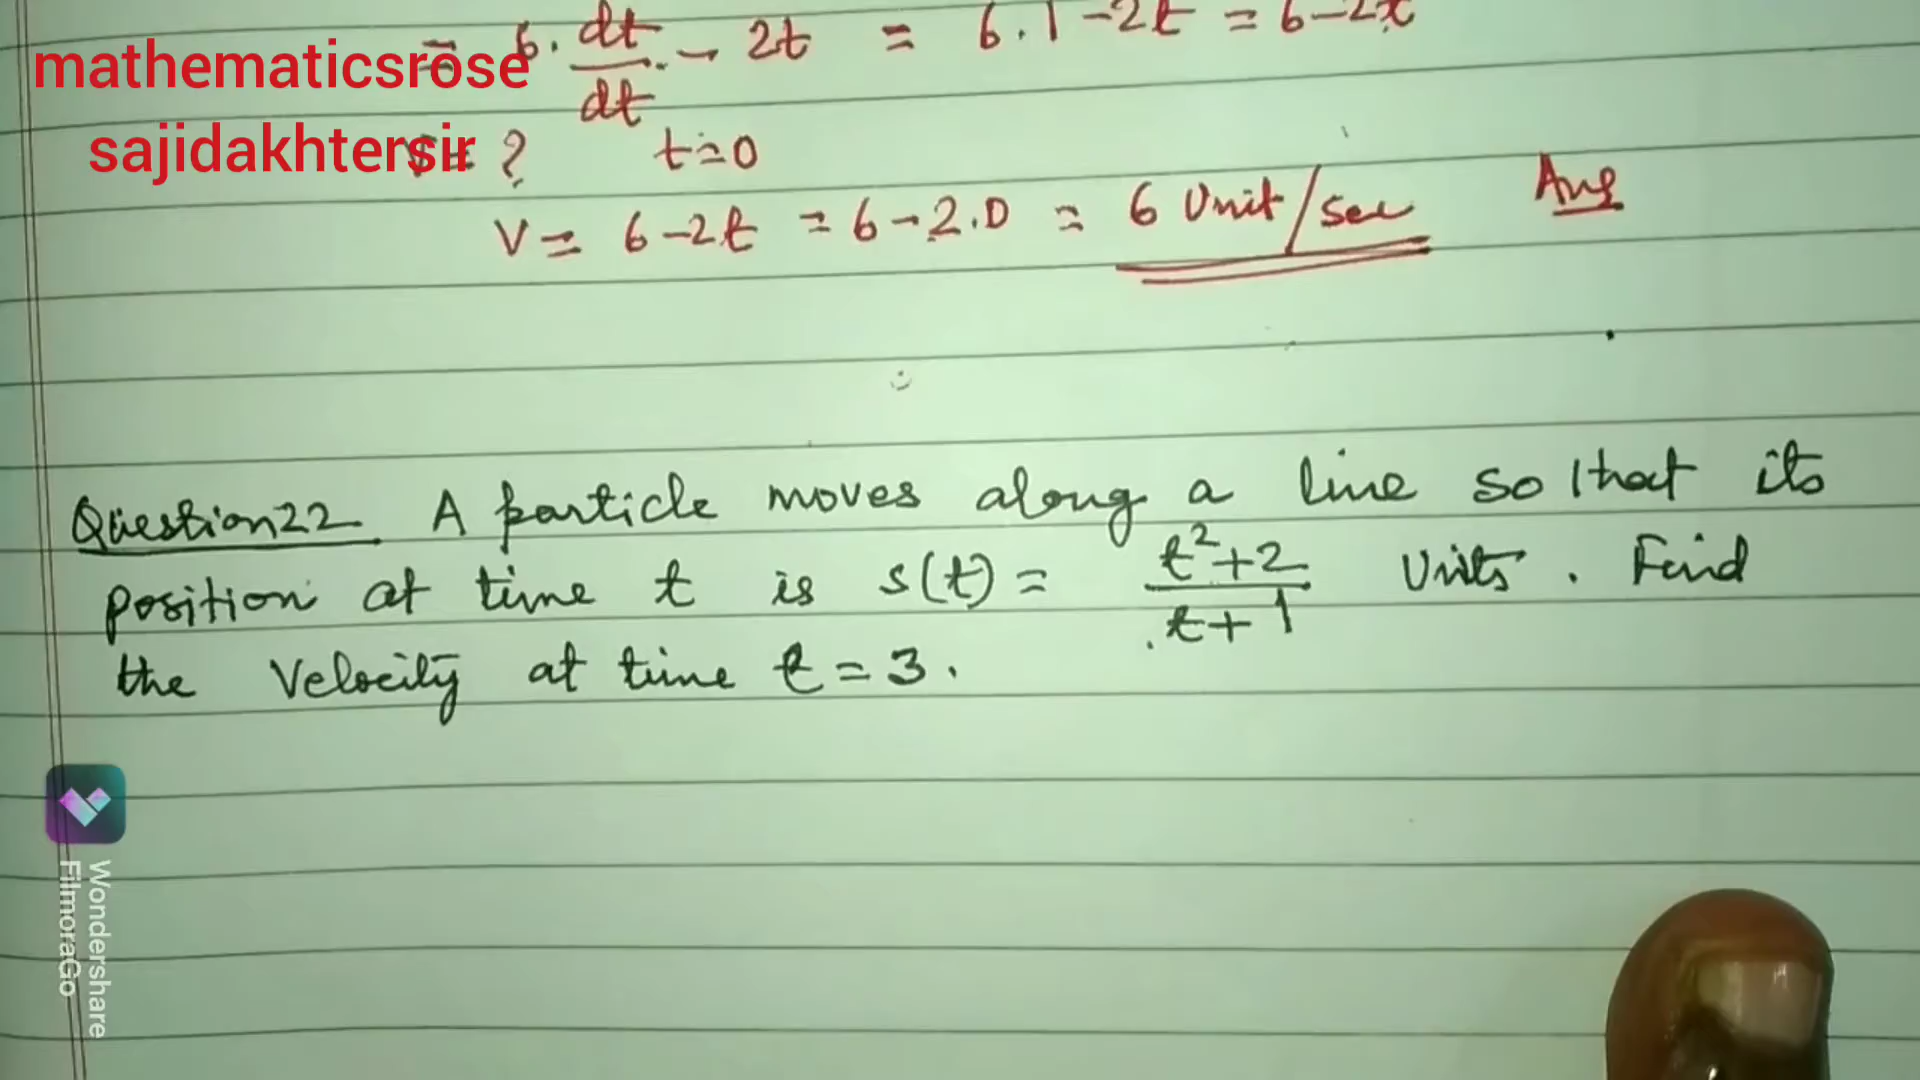 = 6. dt/dt - 2t = 6.1 - 2t = 6 - 2t
mathematicsrose
sajidakhtersir
V = ? t = 0
V = 6 - 2t = 6 - 2.0 = 6 Unit/sec Ans
Question 22 A particle moves along a line so that its
position at time t is s(t) = t²+2/t+1 Units. Find
the Velocity at time t = 3.
Wondershare
FilmoraGo